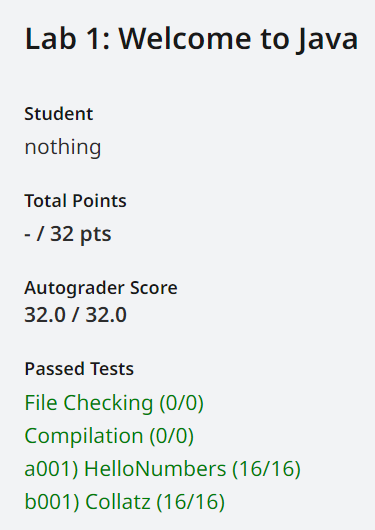 Lab 1: Welcome to Java
Student
nothing
Total Points
- / 32 pts
Autograder Score
32.0 / 32.0
Passed Tests
File Checking (0/0)
Compilation (0/0)
a001) HelloNumbers (16/16)
b001) Collatz (16/16)